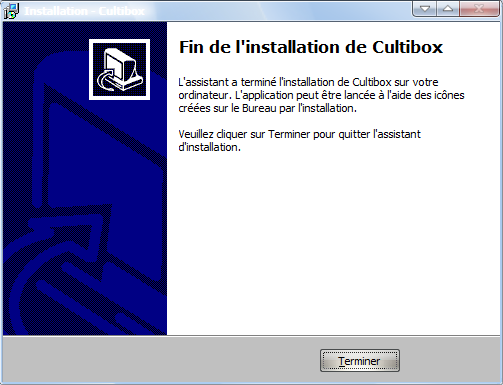 Installation - Cultibox
Fin de l'installation de Cultibox
L'assistant a terminé l'installation de Cultibox sur votre
ordinateur. L'application peut être lancée à l'aide des icônes
créées sur le Bureau par l'installation.
Veuillez cliquer sur Terminer pour quitter l'assistant
d'installation.
Terminer